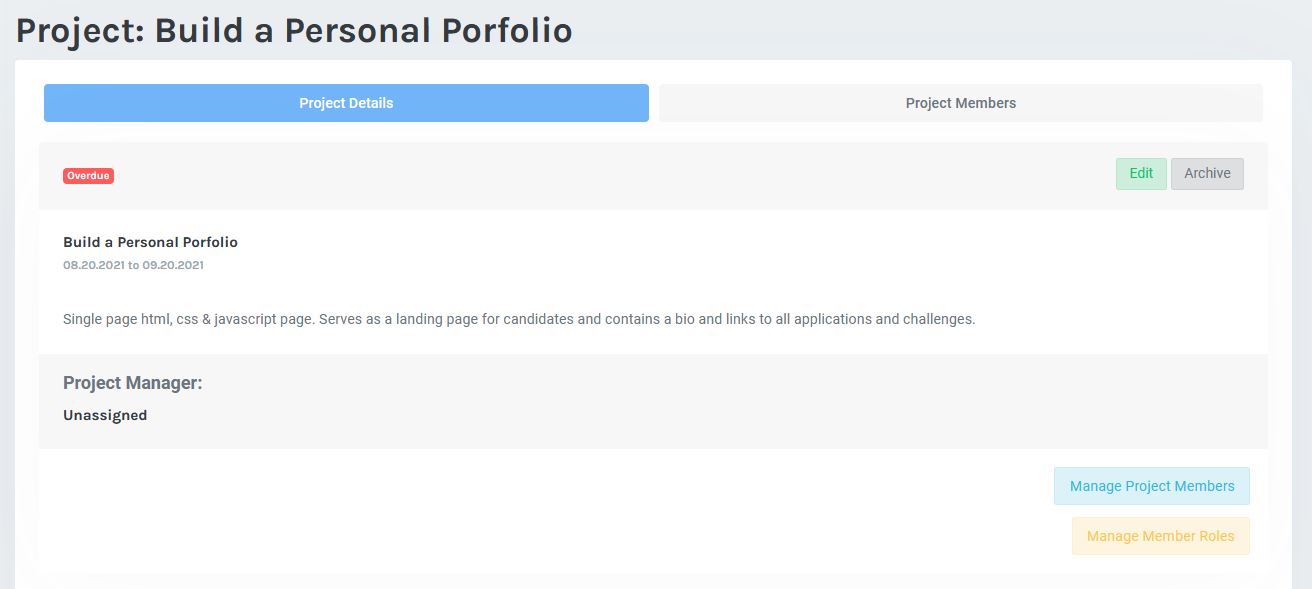 Project: Build a Personal Porfolio
Project Details
Project Members
Overdue
Edit
Archive
Build a Personal Porfolio
08.20.2021 to 09.20.2021
Single page html, css & javascript page. Serves as a landing page for candidates and contains a bio and links to all applications and challenges.
Project Manager:
Unassigned
Manage Project Members
Manage Member Roles